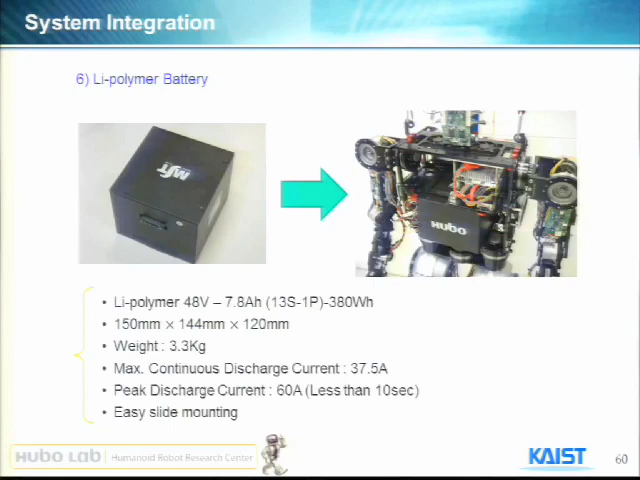 System Integration
6) Li-polymer Battery
HUBO
• Li-polymer 48V – 7.8Ah (13S-1P)-380Wh
• 150mm × 144mm × 120mm
• Weight : 3.3Kg
• Max. Continuous Discharge Current : 37.5A
• Peak Discharge Current : 60A (Less than 10sec)
• Easy slide mounting
HUBO LAB Humanoid Robot Research Center
KAIST
60